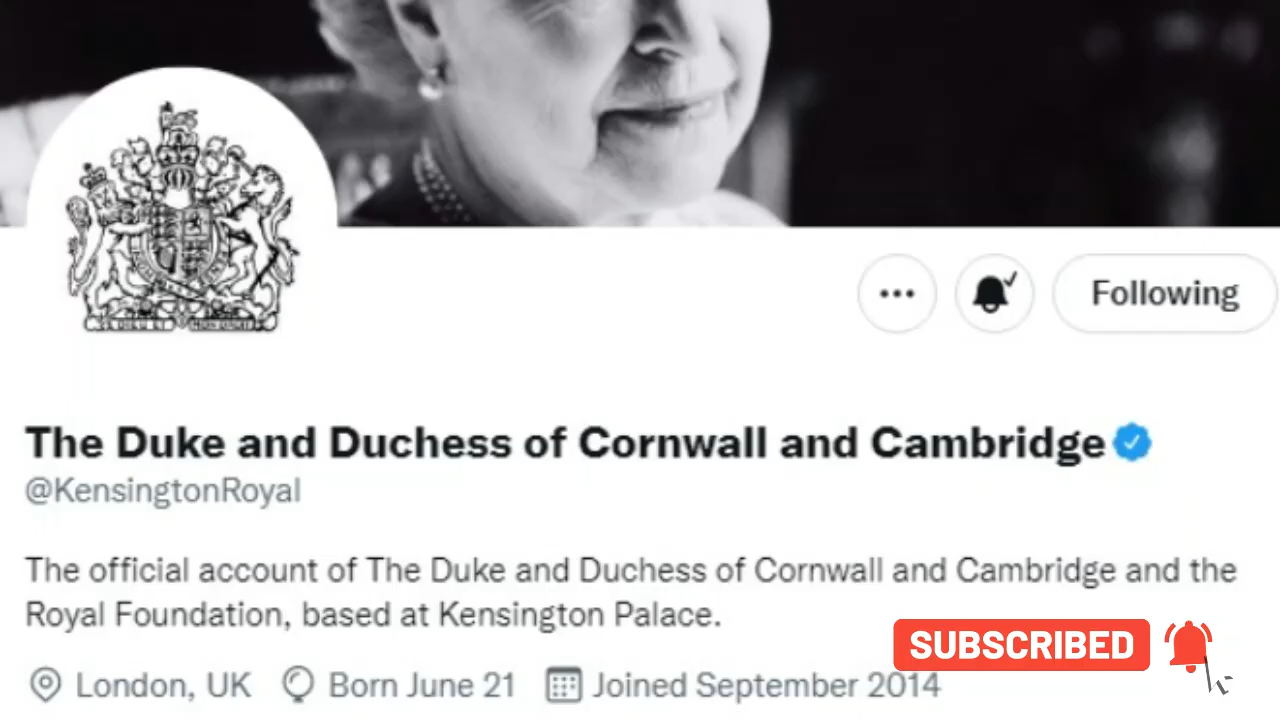 Following
The Duke and Duchess of Cornwall and Cambridge
@KensingtonRoyal
The official account of The Duke and Duchess of Cornwall and Cambridge and the
Royal Foundation, based at Kensington Palace.
SUBSCRIBED
London, UK Born June 21 Joined September 2014